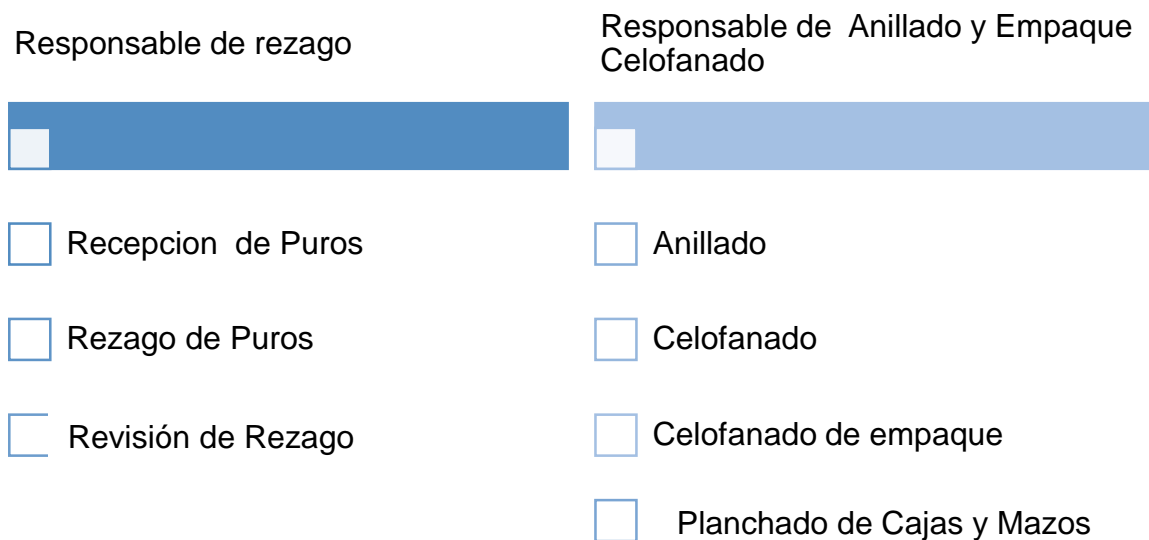 Responsable de rezago
Recepcion de Puros
Rezago de Puros
Revisión de Rezago
Responsable de Anillado y Empaque
Celofanado
Anillado
Celofanado
Celofanado de empaque
Planchado de Cajas y Mazos